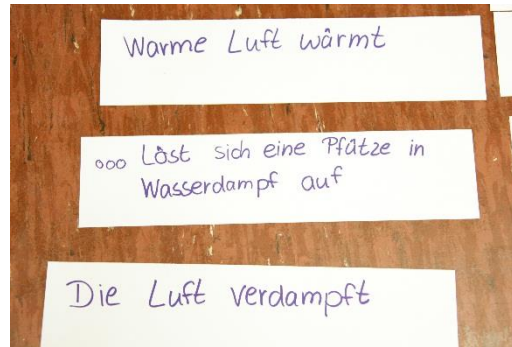 Warme Luft wärmt
ooo Löst sich eine Pfütze in
Wasserdampf auf
Die Luft verdampft